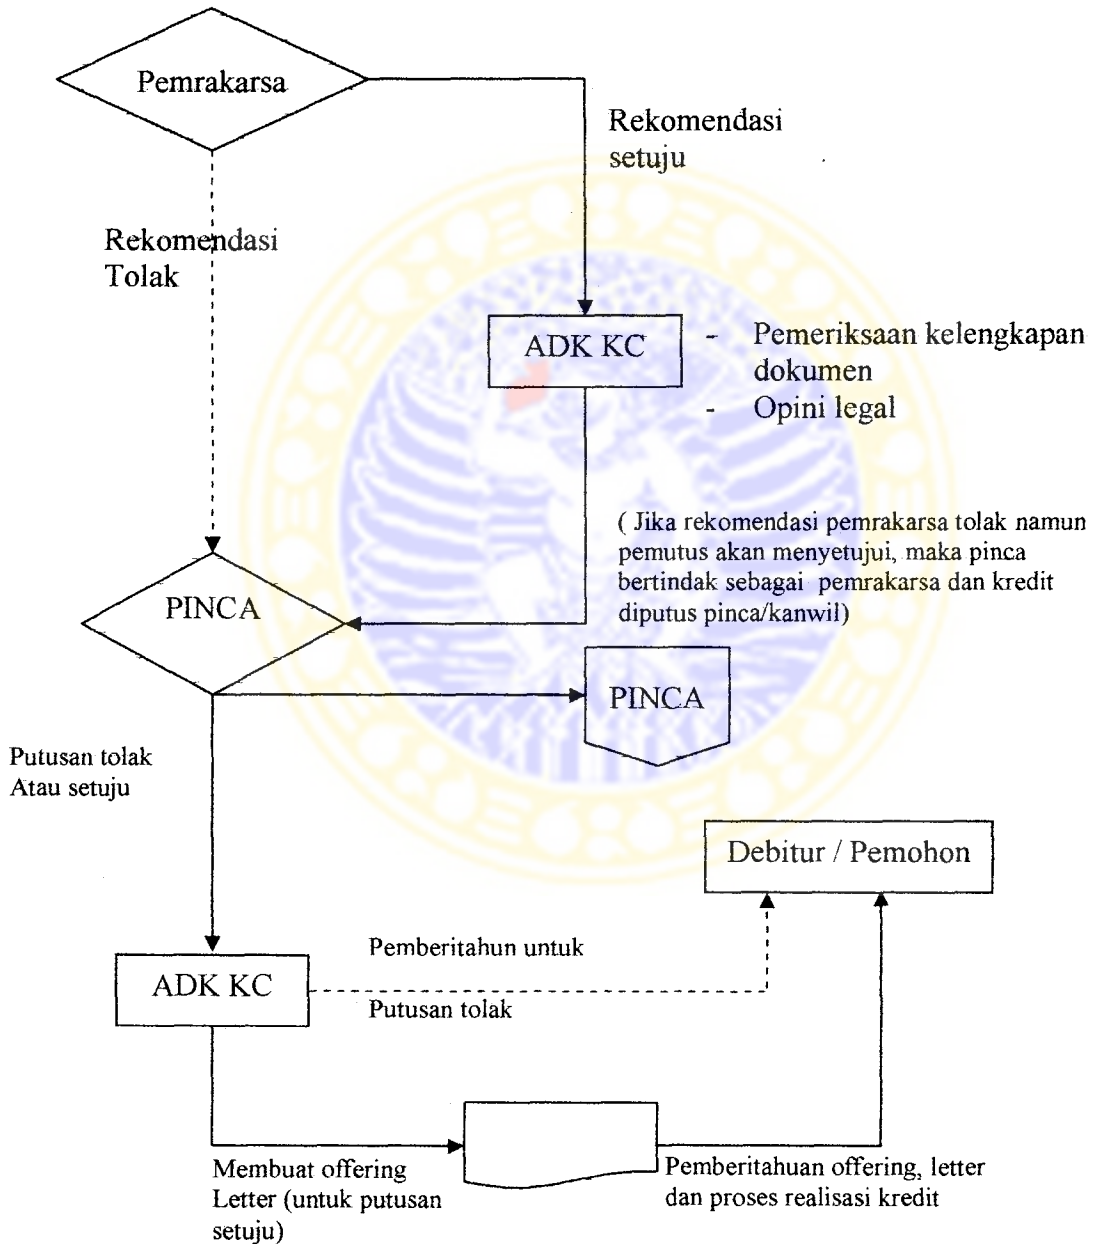 Pemrakarsa
Rekomendasi
setuju
Rekomendasi
Tolak
ADK KC
- Pemeriksaan kelengkapan
dokumen
- Opini legal
( Jika rekomendasi pemrakarsa tolak namun
pemutus akan menyetujui, maka pinca
bertindak sebagai pemrakarsa dan kredit
diputus pinca/kanwil)
PINCA
PINCA
Putusan tolak
Atau setuju
Debitur / Pemohon
Pemberitahun untuk
ADK KC
Putusan tolak
Membuat offering
Letter (untuk putusan
setuju)
Pemberitahuan offering, letter
dan proses realisasi kredit